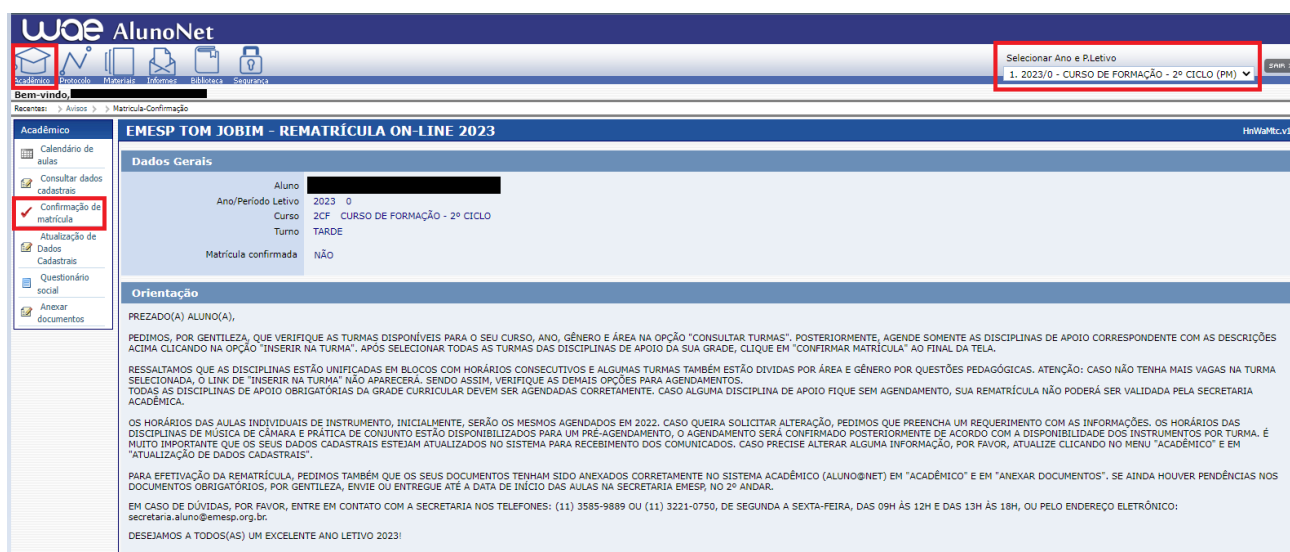 wae AlunoNet
Selecionar Ano e P.Letivo
1. 2023/0 - CURSO DE FORMAÇÃO - 2º CICLO (PM)
SAIR
Acadêmico Protocolo Materiais Informes Biblioteca Segurança
Bem-vindo,
Recentes: > Avisos > > Matricula-Confirmação
Acadêmico
Calendário de
aulas
Consultar dados
cadastrais
Confirmação de
matrícula
Atualização de
Dados
Cadastrais
Questionário
social
Anexar
documentos
EMESP TOM JOBIM - REMATRÍCULA ON-LINE 2023
HnWaMtc.v1
Dados Gerais
Aluno
Ano/Período Letivo 2023 0
Curso 2CF CURSO DE FORMAÇÃO - 2º CICLO
Turno TARDE
Matrícula confirmada NÃO
Orientação
PREZADO(A) ALUNO(A),
PEDIMOS, POR GENTILEZA, QUE VERIFIQUE AS TURMAS DISPONÍVEIS PARA O SEU CURSO, ANO, GÊNERO E ÁREA NA OPÇÃO "CONSULTAR TURMAS". POSTERIORMENTE, AGENDE SOMENTE AS DISCIPLINAS DE APOIO CORRESPONDENTE COM AS DESCRIÇÕES
ACIMA CLICANDO NA OPÇÃO "INSERIR NA TURMA". APÓS SELECIONAR TODAS AS TURMAS DAS DISCIPLINAS DE APOIO DA SUA GRADE, CLIQUE EM "CONFIRMAR MATRÍCULA" AO FINAL DA TELA.
RESSALTAMOS QUE AS DISCIPLINAS ESTÃO UNIFICADAS EM BLOCOS COM HORÁRIOS CONSECUTIVOS E ALGUMAS TURMAS TAMBÉM ESTÃO DIVIDAS POR ÁREA E GÊNERO POR QUESTÕES PEDAGÓGICAS. ATENÇÃO: CASO NÃO TENHA MAIS VAGAS NA TURMA
SELECIONADA, O LINK DE "INSERIR NA TURMA" NÃO APARECERÁ. SENDO ASSIM, VERIFIQUE AS DEMAIS OPÇÕES PARA AGENDAMENTOS.
TODAS AS DISCIPLINAS DE APOIO OBRIGATÓRIAS DA GRADE CURRICULAR DEVEM SER AGENDADAS CORRETAMENTE. CASO ALGUMA DISCIPLINA DE APOIO FIQUE SEM AGENDAMENTO, SUA REMATRÍCULA NÃO PODERÁ SER VALIDADA PELA SECRETARIA
ACADÊMICA.
OS HORÁRIOS DAS AULAS INDIVIDUAIS DE INSTRUMENTO, INICIALMENTE, SERÃO OS MESMOS AGENDADOS EM 2022. CASO QUEIRA SOLICITAR ALTERAÇÃO, PEDIMOS QUE PREENCHA UM REQUERIMENTO COM AS INFORMAÇÕES. OS HORÁRIOS DAS
DISCIPLINAS DE MÚSICA DE CÂMARA E PRÁTICA DE CONJUNTO ESTÃO DISPONIBILIZADOS PARA UM PRÉ-AGENDAMENTO, O AGENDAMENTO SERÁ CONFIRMADO POSTERIORMENTE DE ACORDO COM A DISPONIBILIDADE DOS INSTRUMENTOS POR TURMA. É
MUITO IMPORTANTE QUE OS SEUS DADOS CADASTRAIS ESTEJAM ATUALIZADOS NO SISTEMA PARA RECEBIMENTO DOS COMUNICADOS. CASO PRECISE ALTERAR ALGUMA INFORMAÇÃO, POR FAVOR, ATUALIZE CLICANDO NO MENU "ACADÊMICO" E EM
"ATUALIZAÇÃO DE DADOS CADASTRAIS".
PARA EFETIVAÇÃO DA REMATRÍCULA, PEDIMOS TAMBÉM QUE OS SEUS DOCUMENTOS TENHAM SIDO ANEXADOS CORRETAMENTE NO SISTEMA ACADÊMICO (ALUNO@NET) EM "ACADÊMICO" E EM "ANEXAR DOCUMENTOS". SE AINDA HOUVER PENDÊNCIAS NOS
DOCUMENTOS OBRIGATÓRIOS, POR GENTILEZA, ENVIE OU ENTREGUE ATÉ A DATA DE INÍCIO DAS AULAS NA SECRETARIA EMESP, NO 2º ANDAR.
EM CASO DE DÚVIDAS, POR FAVOR, ENTRE EM CONTATO COM A SECRETARIA NOS TELEFONES: (11) 3585-9889 OU (11) 3221-0750, DE SEGUNDA A SEXTA-FEIRA, DAS 09H ÀS 12H E DAS 13H ÀS 18H, OU PELO ENDEREÇO ELETRÔNICO:
secretaria.aluno@emesp.org.br.
DESEJAMOS A TODOS(AS) UM EXCELENTE ANO LETIVO 2023!